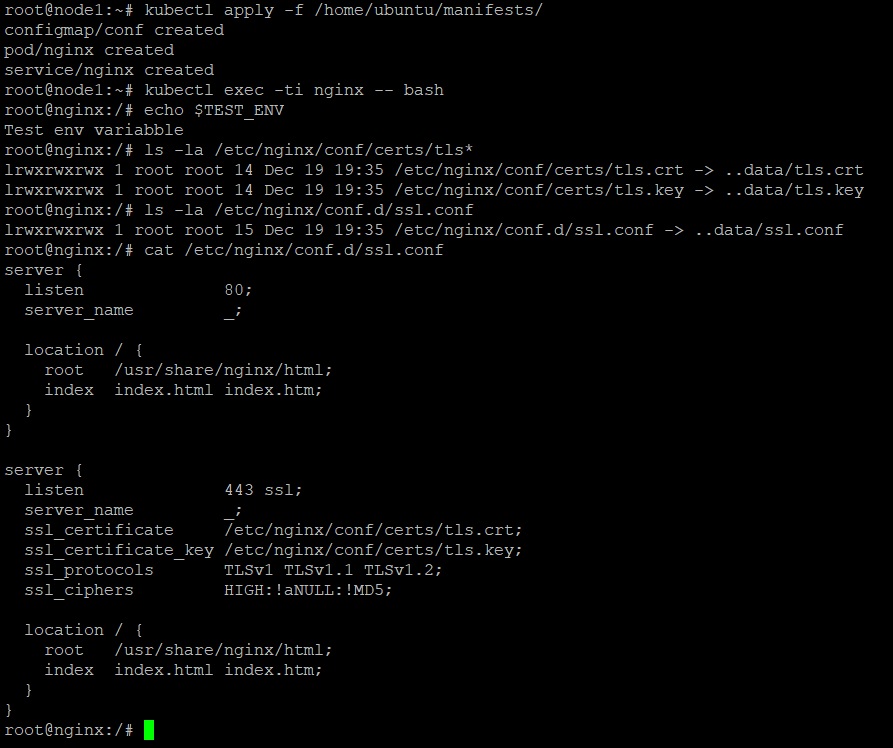 root@node1:~# kubectl apply -f /home/ubuntu/manifests/
configmap/conf created
pod/nginx created
service/nginx created
root@node1:~# kubectl exec -ti nginx -- bash
root@nginx:/# echo $TEST_ENV
Test env variabble
root@nginx:/# ls -la /etc/nginx/conf/certs/tls*
lrwxrwxrwx 1 root root 14 Dec 19 19:35 /etc/nginx/conf/certs/tls.crt -> ..data/tls.crt
lrwxrwxrwx 1 root root 14 Dec 19 19:35 /etc/nginx/conf/certs/tls.key -> ..data/tls.key
root@nginx:/# ls -la /etc/nginx/conf.d/ssl.conf
lrwxrwxrwx 1 root root 15 Dec 19 19:35 /etc/nginx/conf.d/ssl.conf -> ..data/ssl.conf
root@nginx:/# cat /etc/nginx/conf.d/ssl.conf
server {
  listen              80;
  server_name         _;

  location / {
    root   /usr/share/nginx/html;
    index  index.html index.htm;
  }
}

server {
  listen              443 ssl;
  server_name         _;
  ssl_certificate     /etc/nginx/conf/certs/tls.crt;
  ssl_certificate_key /etc/nginx/conf/certs/tls.key;
  ssl_protocols       TLSv1 TLSv1.1 TLSv1.2;
  ssl_ciphers         HIGH:!aNULL:!MD5;

  location / {
    root   /usr/share/nginx/html;
    index  index.html index.htm;
  }
}
root@nginx:/#